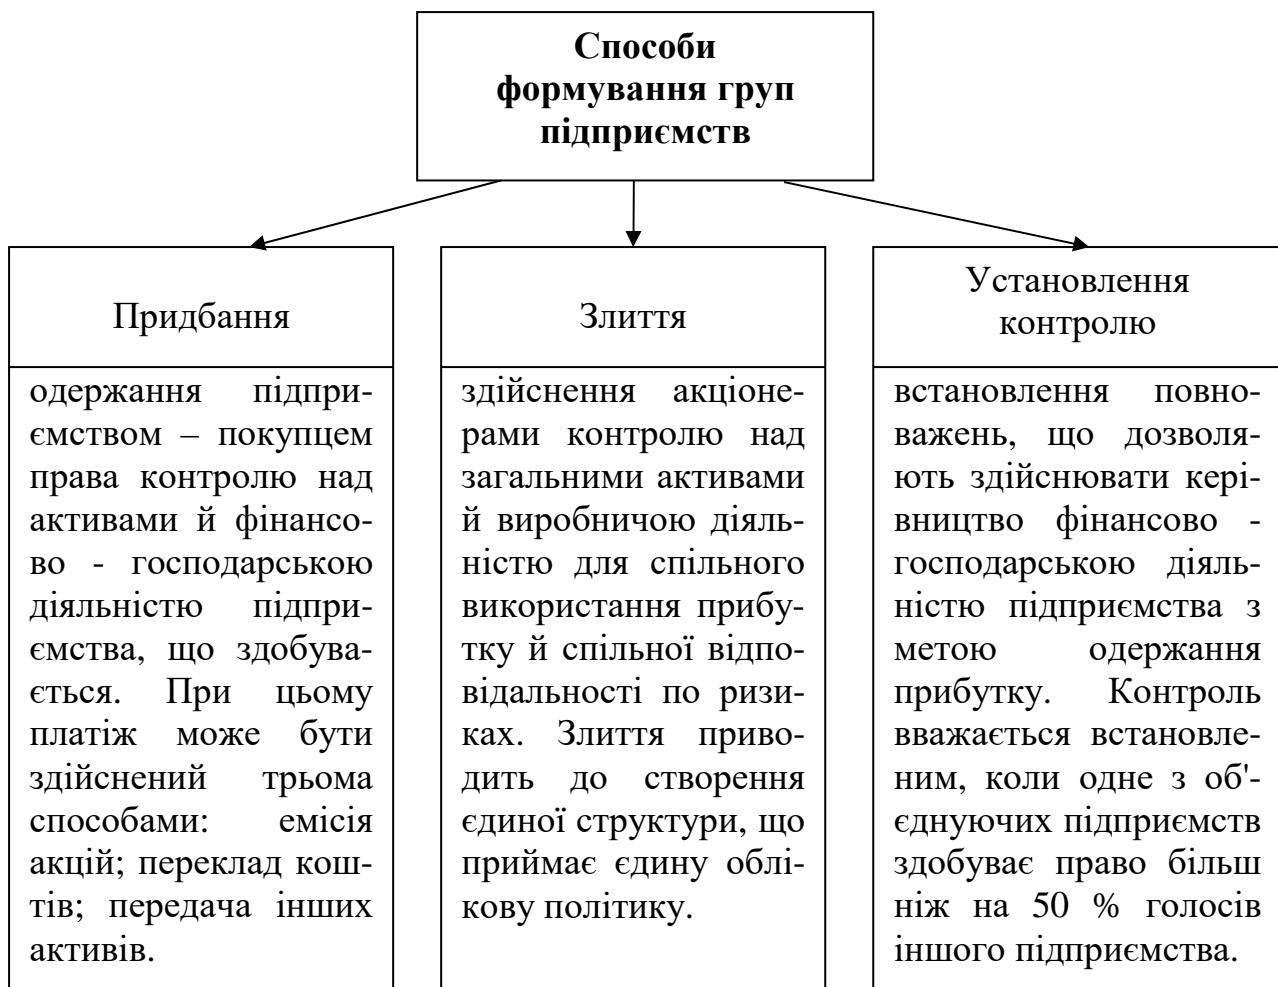 Способи
формування груп
підприємств
Придбання
одержання підпри-
ємством – покупцем
права контролю над
активами й фінансо-
во - господарською
діяльністю підпри-
ємства, що здобува-
ється. При цьому
платіж може бути
здійснений трьома
способами: емісія
акцій; переклад кош-
тів; передача інших
активів.
Злиття
здійснення акціоне-
рами контролю над
загальними активами
й виробничою діяль-
ністю для спільного
використання прибу-
тку й спільної відпо-
відальності по ризи-
ках. Злиття приво-
дить до створення
єдиної структури, що
приймає єдину облі-
кову політику.
Установлення
контролю
встановлення повно-
важень, що дозволя-
ють здійснювати кері-
вництво фінансово -
господарською діяль-
ністю підприємства з
метою одержання
прибутку. Контроль
вважається встановле-
ним, коли одне з об'-
єднуючих підприємств
здобуває право більш
ніж на 50 % голосів
іншого підприємства.